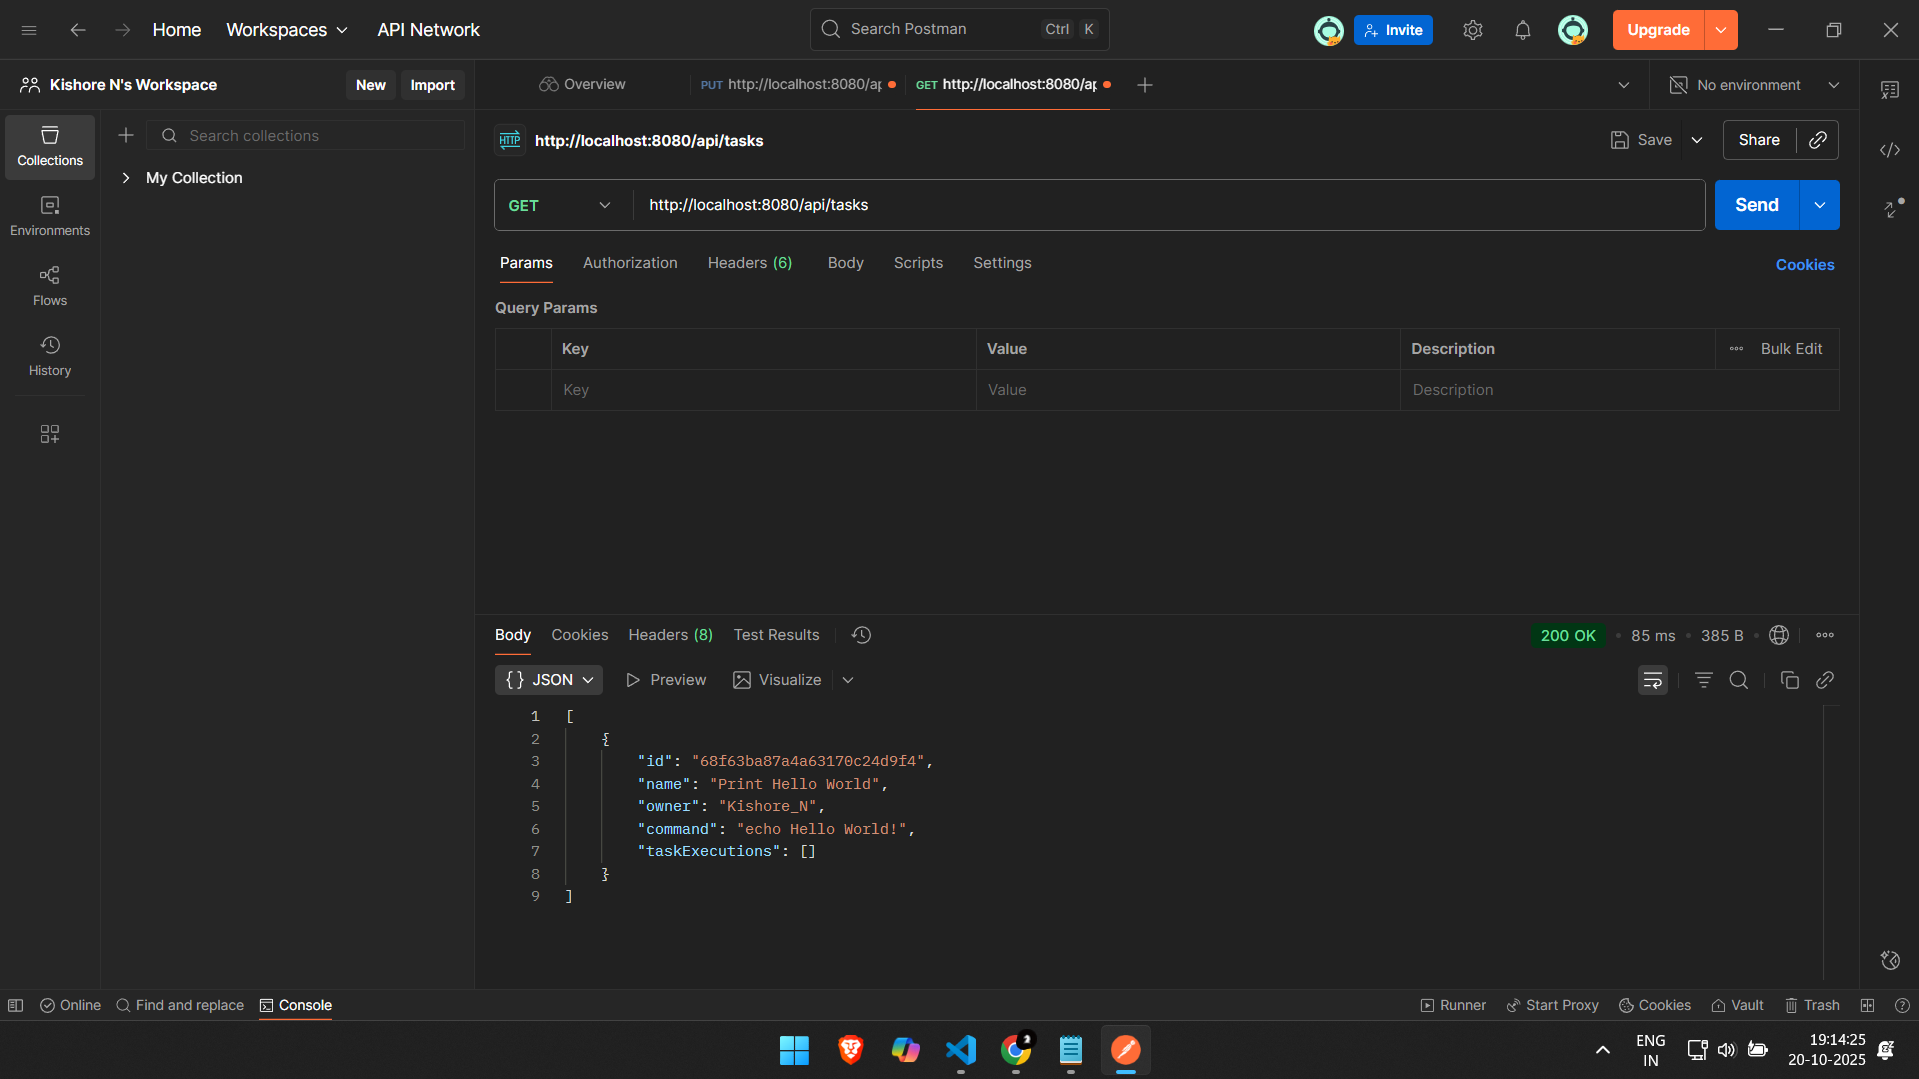 Home Workspaces API Network Search Postman Ctrl K Invite Upgrade
Kishore N's Workspace New Import Overview PUT http://localhost:8080/ap GET http://localhost:8080/ap No environment
Collections Search collections http://localhost:8080/api/tasks Save Share
HTTP
My Collection
GET http://localhost:8080/api/tasks Send
Environments
Params Authorization Headers (6) Body Scripts Settings Cookies
Flows
Query Params
Key Value Description Bulk Edit
History
Key Value Description
Body Cookies Headers (8) Test Results 200 OK 85 ms 385 B
{} JSON Preview Visualize
1 [
2 {
3 "id": "68f63ba87a4a63170c24d9f4",
4 "name": "Print Hello World",
5 "owner": "Kishore_N",
6 "command": "echo Hello World!",
7 "taskExecutions": []
8 }
9 ]
Online Find and replace Console Runner Start Proxy Cookies Vault Trash
ENG 19:14:25
IN 20-10-2025